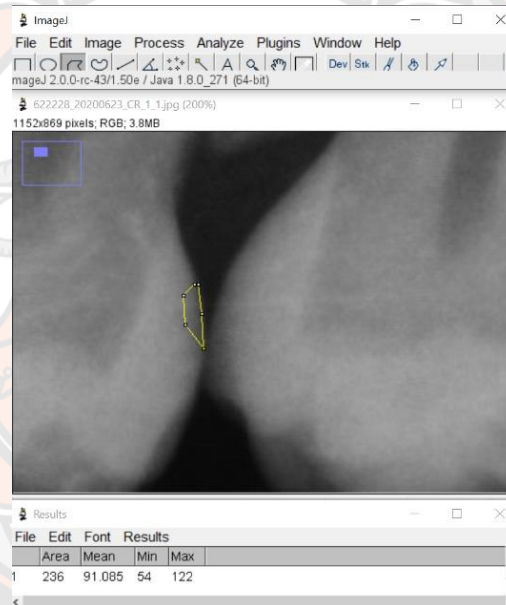 ImageJ
File Edit Image Process Analyze Plugins Window Help
A Dev Stk
mageJ 2.0.0-rc-43/1.50e / Java 1.8.0_271 (64-bit)
622228_20200623_CR_1_1.jpg (200%)
1152x869 pixels; RGB; 3.8MB
Results
File Edit Font Results
Area Mean Min Max
1 236 91.085 54 122